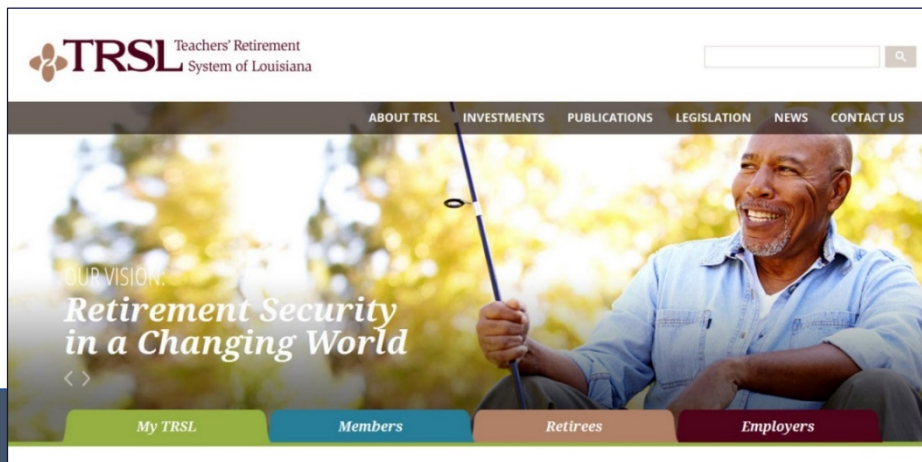 TRSL
Teachers' Retirement
System of Louisiana
ABOUT TRSL INVESTMENTS PUBLICATIONS LEGISLATION NEWS CONTACT US
OUR VISION:
Retirement Security
in a Changing World
My TRSL Members Retirees Employers